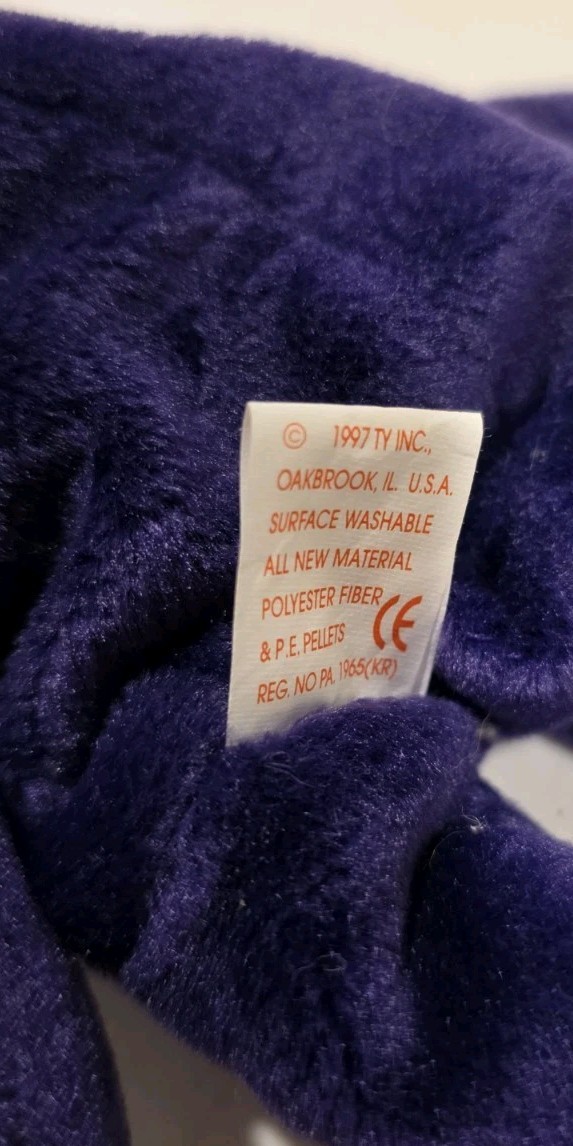 © 1997 TY INC.,
OAKBROOK, IL. U.S.A.
SURFACE WASHABLE
ALL NEW MATERIAL
POLYESTER FIBER
& P.E. PELLETS CE
REG. NO PA. 1965(KR)